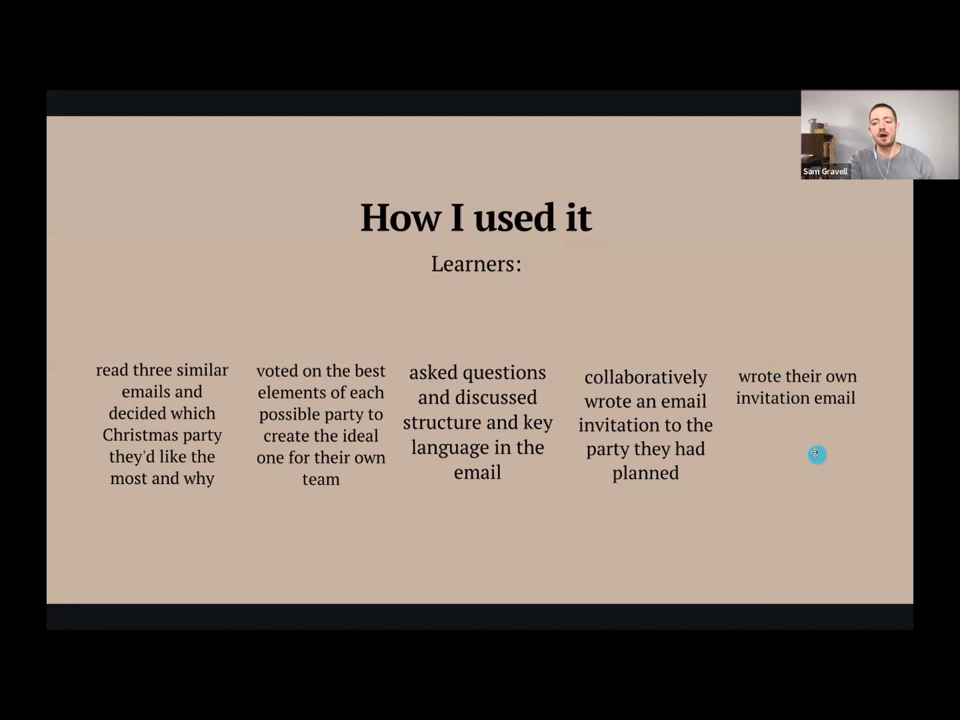 Sam Gravell
How I used it
Learners:
read three similar
emails and
decided which
Christmas party
they'd like the
most and why
voted on the best
elements of each
possible party to
create the ideal
one for their own
team
asked questions
and discussed
structure and key
language in the
email
collaboratively
wrote an email
invitation to the
party they had
planned
wrote their own
invitation email